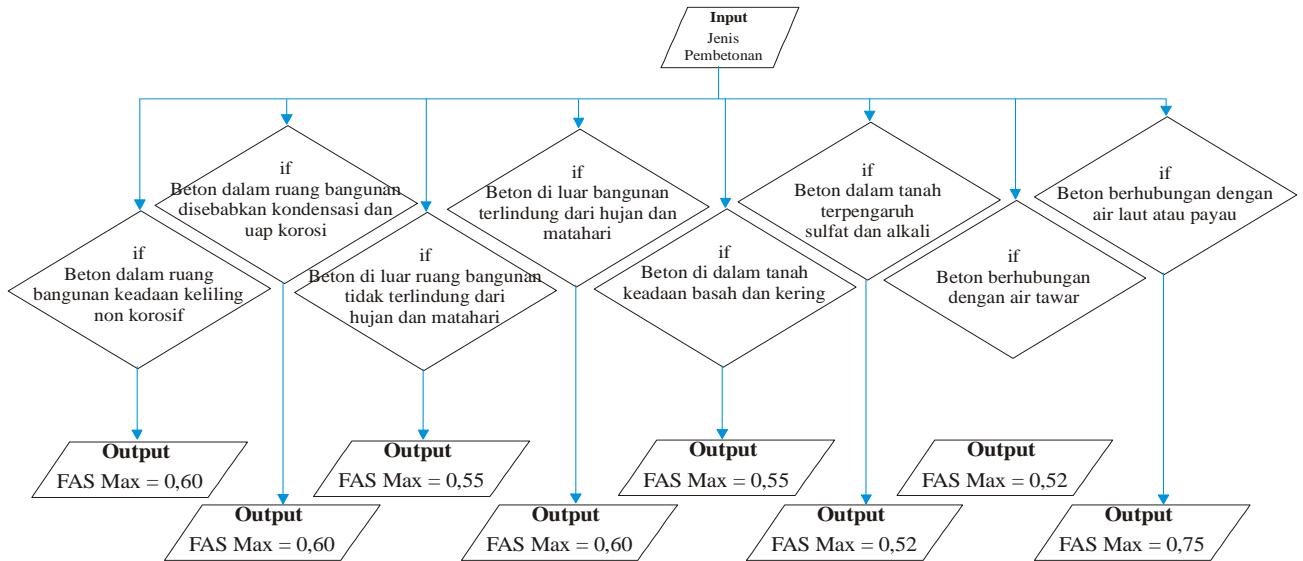 Input
Jenis
Pembetonan
if
Beton dalam ruang
bangunan keadaan keliling
non korosif
if
Beton dalam ruang bangunan
disebabkan kondensasi dan
uap korosi
if
Beton di luar ruang bangunan
tidak terlindung dari
hujan dan matahari
if
Beton di luar bangunan
terlindung dari hujan dan
matahari
if
Beton di dalam tanah
keadaan basah dan kering
if
Beton dalam tanah
terpengaruh
sulfat dan alkali
if
Beton berhubungan
dengan air tawar
if
Beton berhubungan dengan
air laut atau payau
Output
FAS Max = 0,60
Output
FAS Max = 0,60
Output
FAS Max = 0,55
Output
FAS Max = 0,60
Output
FAS Max = 0,55
Output
FAS Max = 0,52
Output
FAS Max = 0,52
Output
FAS Max = 0,75